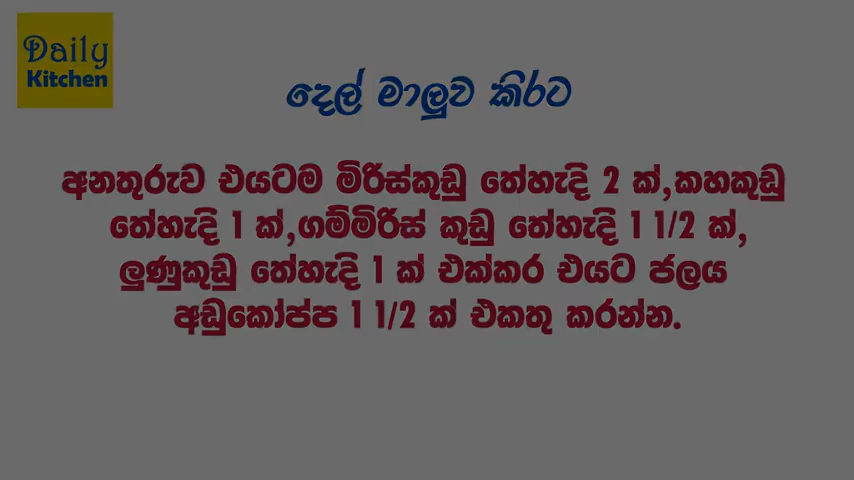 Daily
Kitchen
දෙල් මාලුව කිරට
අනතුරුව එයටම මිරිස්කුඩු තේහැදි 2 ක්,කහකුඩු
තේහැදි 1 ක්,ගම්මිරිස් කුඩු තේහැදි 1 1/2 ක්,
ලුණුකුඩු තේහැදි 1 ක් එක්කර එයට ජලය
අඩුකෝප්ප 1 1/2 ක් එකතු කරන්න.